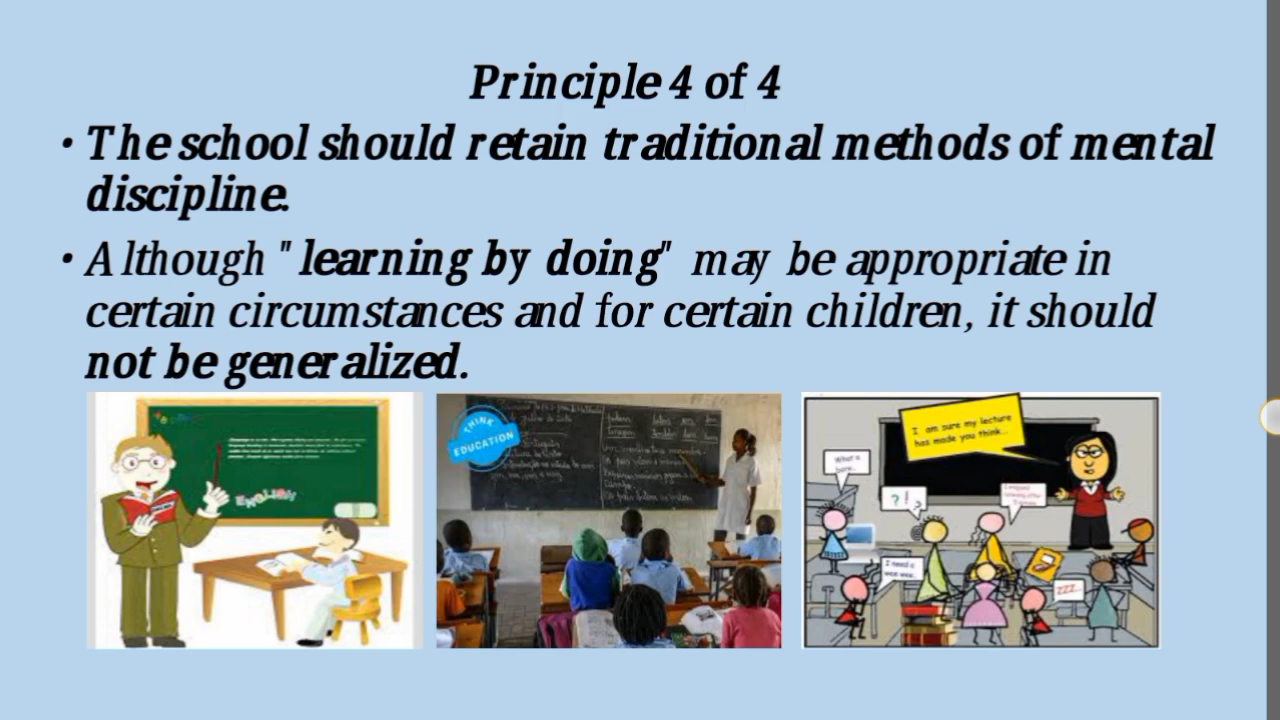 Principle 4 of 4
• The school should retain traditional methods of mental
discipline.
• Although "learning by doing" may be appropriate in
certain circumstances and for certain children, it should
not be generalized.
ENGLISH
THINK
EDUCATION
I am sure my lecture
has made you think...
What a
bore..
? ! ?
I need a
wee wee.
ZZZ..